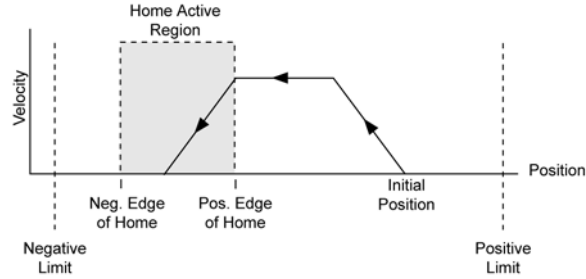 Home Active
Region
Velocity
Position
Neg. Edge
of Home
Pos. Edge
of Home
Initial
Position
Negative
Limit
Positive
Limit